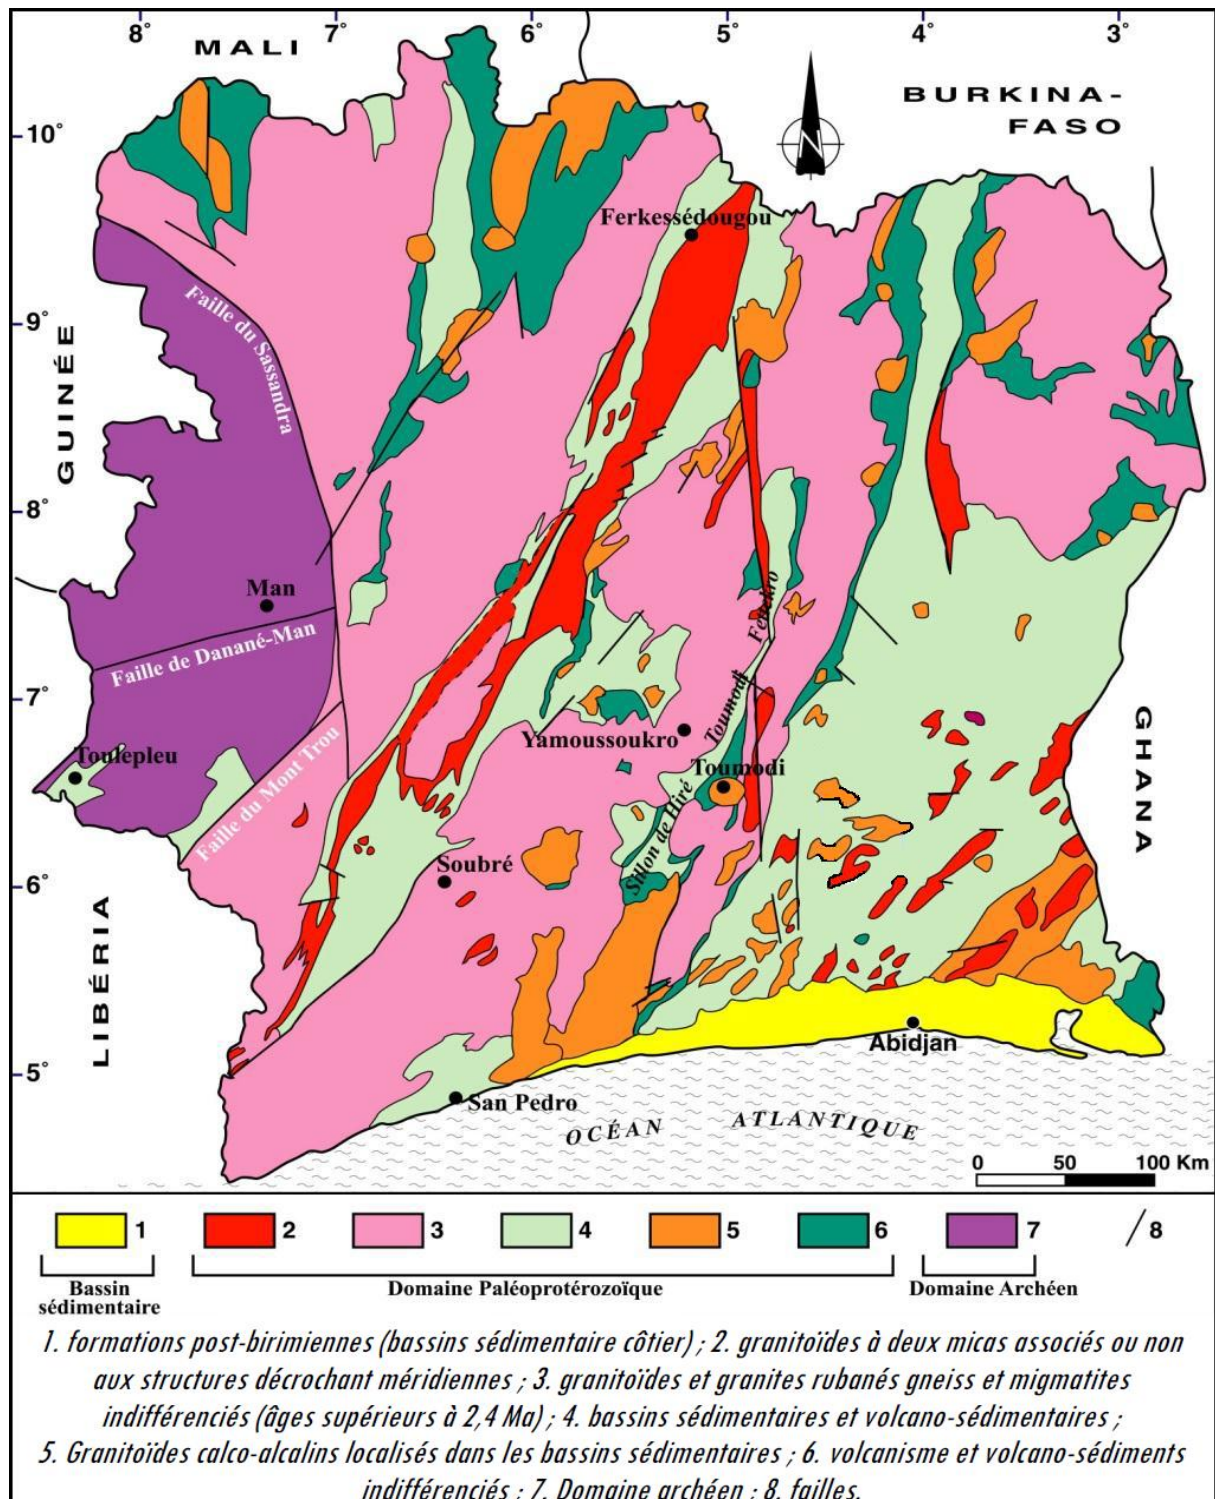 8° 7° 6° 5° 4° 3°
MALI
BURKINA-
FASO
N
10°
Ferkessédougou
9°
Faille du Sassandra
GUINÉE
8°
Man
Fettekro
Faille de Danané-Man
7°
Toumodi
GHANA
Yamoussoukro
Toulepleu
Toumodi
Faille du Mont Trou
Sillon de Hiré
Soubré
6°
LIBÉRIA
Abidjan
5°
San Pedro
OCÉAN ATLANTIQUE
0 50 100 Km
1 2 3 4 5 6 7 8
Bassin
sédimentaire
Domaine Paléoprotérozoïque
Domaine Archéen
1. formations post-birimiennes (bassins sédimentaire côtier) ; 2. granitoïdes à deux micas associés ou non
aux structures décrochant méridiennes ; 3. granitoïdes et granites rubanés gneiss et migmatites
indifférenciés (âges supérieurs à 2,4 Ma) ; 4. bassins sédimentaires et volcano-sédimentaires ;
5. Granitoïdes calco-alcalins localisés dans les bassins sédimentaires ; 6. volcanisme et volcano-sédiments
indifférenciés ; 7. Domaine archéen ; 8. failles.